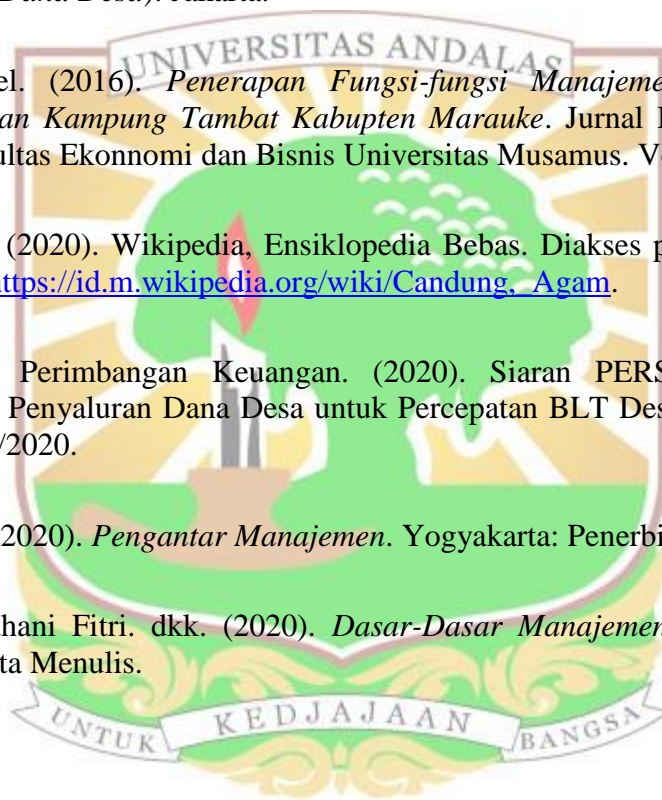 Dana Desa). Jakarta.
UNIVERSITAS ANDALAS
el. (2016). Penerapan Fungsi-fungsi Manajeme
an Kampung Tambat Kabupten Marauke. Jurnal
ultas Ekonnomi dan Bisnis Universitas Musamus. V
(2020). Wikipedia, Ensiklopedia Bebas. Diakses p
https://id.m.wikipedia.org/wiki/Candung,_Agam.
Perimbangan Keuangan. (2020). Siaran PERS
Penyaluran Dana Desa untuk Percepatan BLT Des
/2020.
2020). Pengantar Manajemen. Yogyakarta: Penerbi
hani Fitri. dkk. (2020). Dasar-Dasar Manajemen
ta Menulis.
UNTUK KEDJAJAAN BANGSA